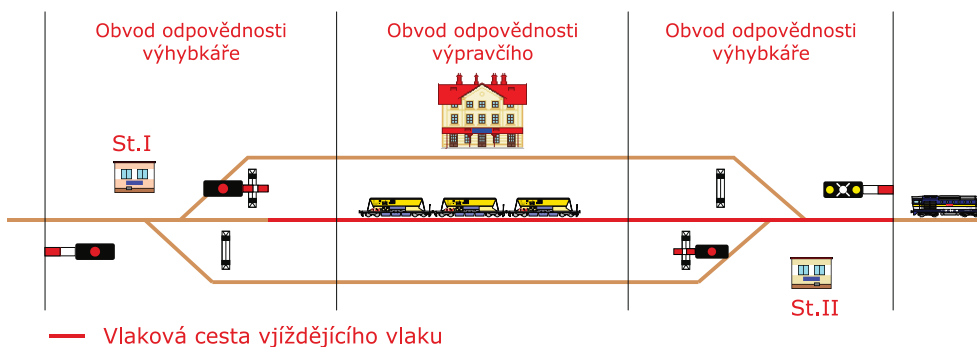 Obvod odpovědnosti
výhybkáře
Obvod odpovědnosti
výpravčího
Obvod odpovědnosti
výhybkáře
St.I
St.II
Vlaková cesta vjíždějícího vlaku